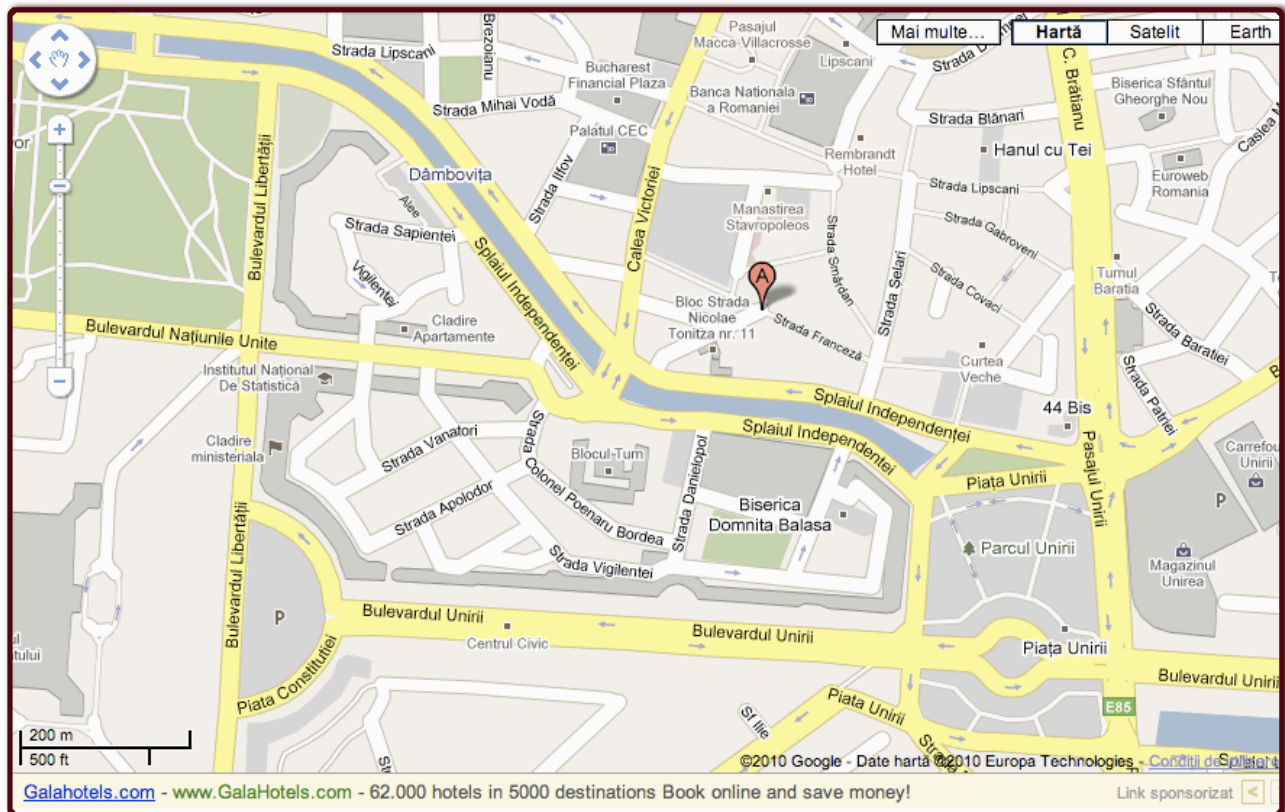 Mai multe...
Hartă
Satelit
Earth
Strada Lipscani
Brezoianu
Pasajul
Macca-Villacrosse
Lipscani
C. Brătianu
Biserica Sfântul
Gheorghe Nou
Bucharest
Financial Plaza
Banca Nationala
a Romaniei
Strada Mihai Vodă
Strada Blănari
Palatul CEC
Hanul cu Tei
Rembrandt
Hotel
Euroweb
Romania
Bulevardul Libertății
Dâmbovița
Strada Ilfov
Strada Lipscani
Alee
Manastirea
Stavropoleos
Strada Gabroveni
Strada Sapientei
Calea Victoriei
Strada Smârdan
Strada Șelari
Splaiul Independenței
Vigilentei
A
Strada Covaci
Turnul
Baratia
Bloc Strada
Nicolae
Tonitza nr. 11
Strada Franceză
Bulevardul Națiunile Unite
Cladire
Apartamente
Strada Baratiei
Curtea
Veche
Institutul Național
De Statistică
Strada Patriei
Splaiul Independenței
44 Bis
Splaiul Independenței
Strada Vanatori
Strada
Cladire
ministeriala
Blocul Turn
Strada Danielopol
Pasajul Unirii
Carrefou
Unirii
Colonel Poenaru Bordea
Piața Unirii
P
Strada Apolodor
Biserica
Domnita Balasa
Bulevardul Libertății
Parcul Unirii
Strada Vigilentei
Magazinul
Unirea
P
Bulevardul Unirii
Bulevardul Unirii
Centrul Civic
Piața Unirii
Bulevardul
Unirii
Piata Constitutiei
Sf Ilie
Piata Unirii
E85
200 m
500 ft
©2010 Google - Date hartă ©2010 Europa Technologies -
Galahotels.com - www.GalaHotels.com - 62.000 hotels in 5000 destinations Book online and save money!
Link sponsorizat